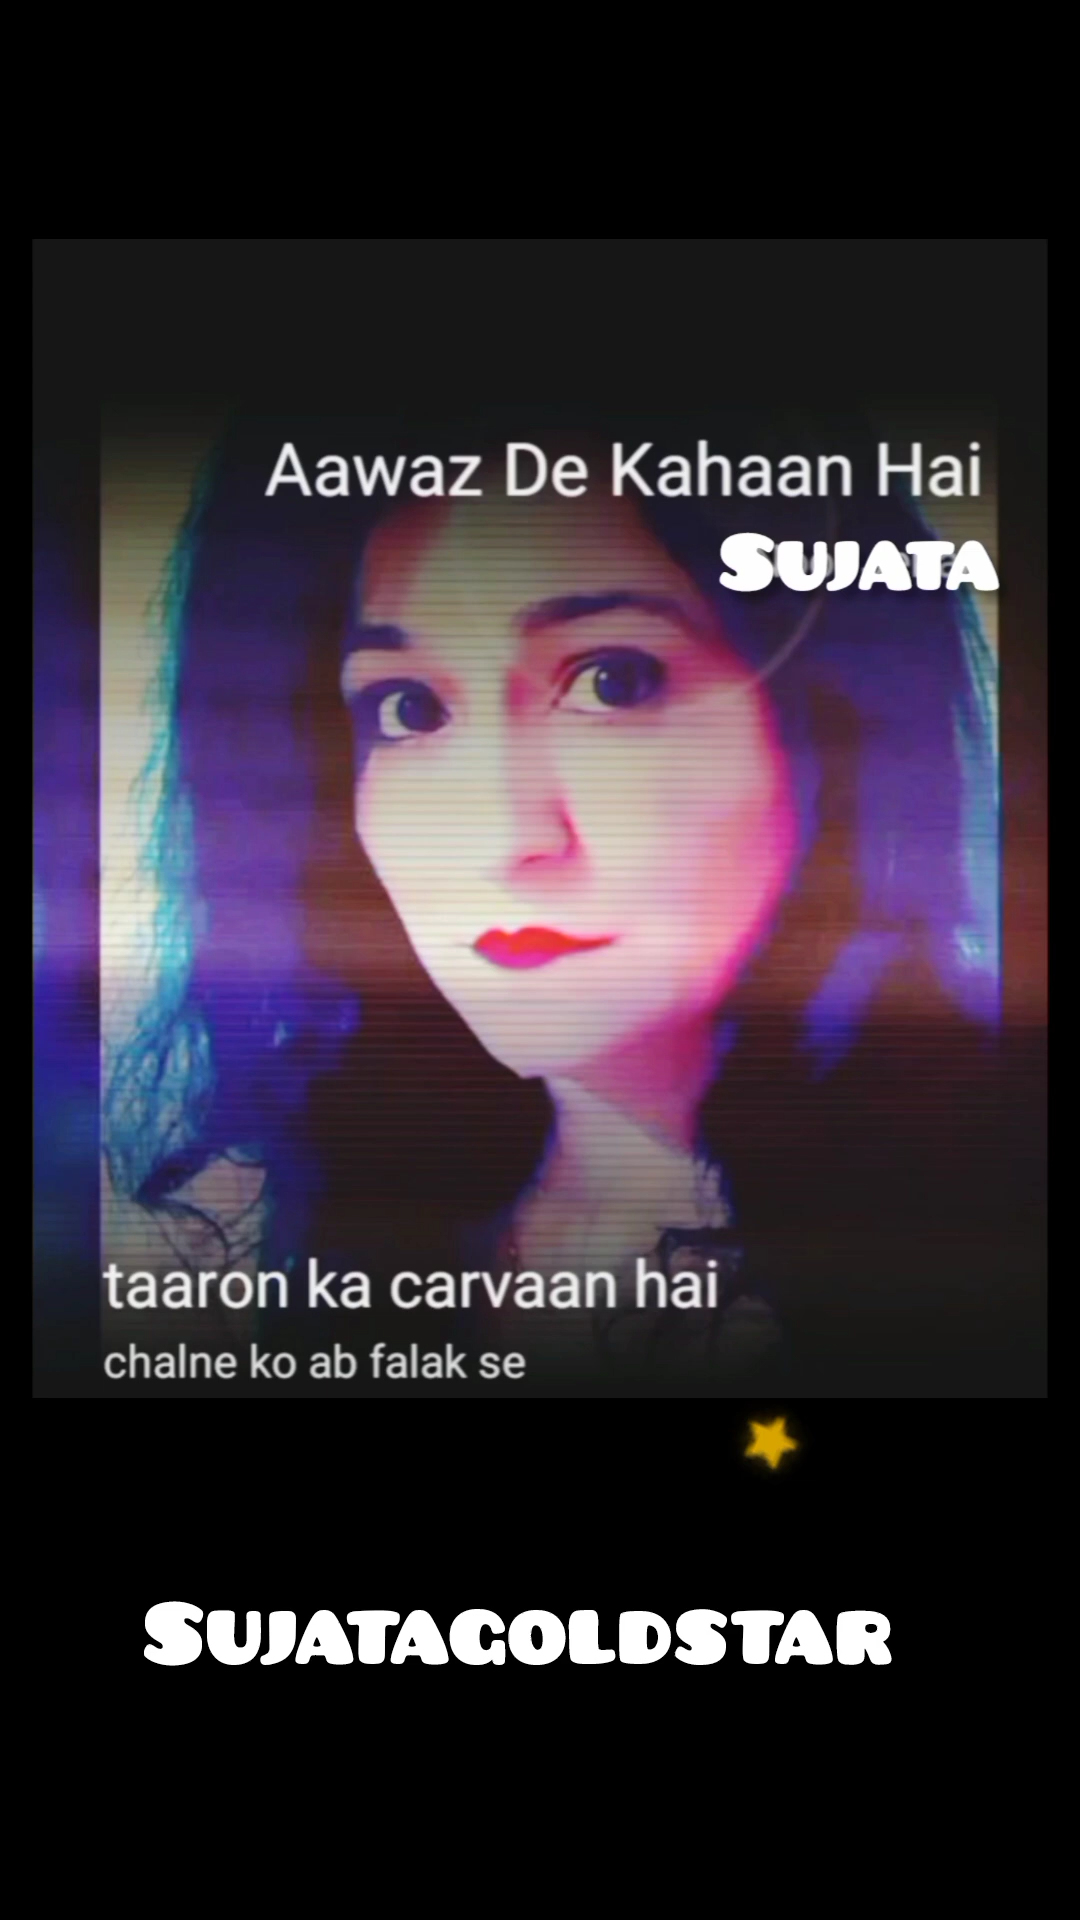 Aawaz De Kahaan Hai
Sujata
taaron ka carvaan hai
chalne ko ab falak se
Sujatagoldstar